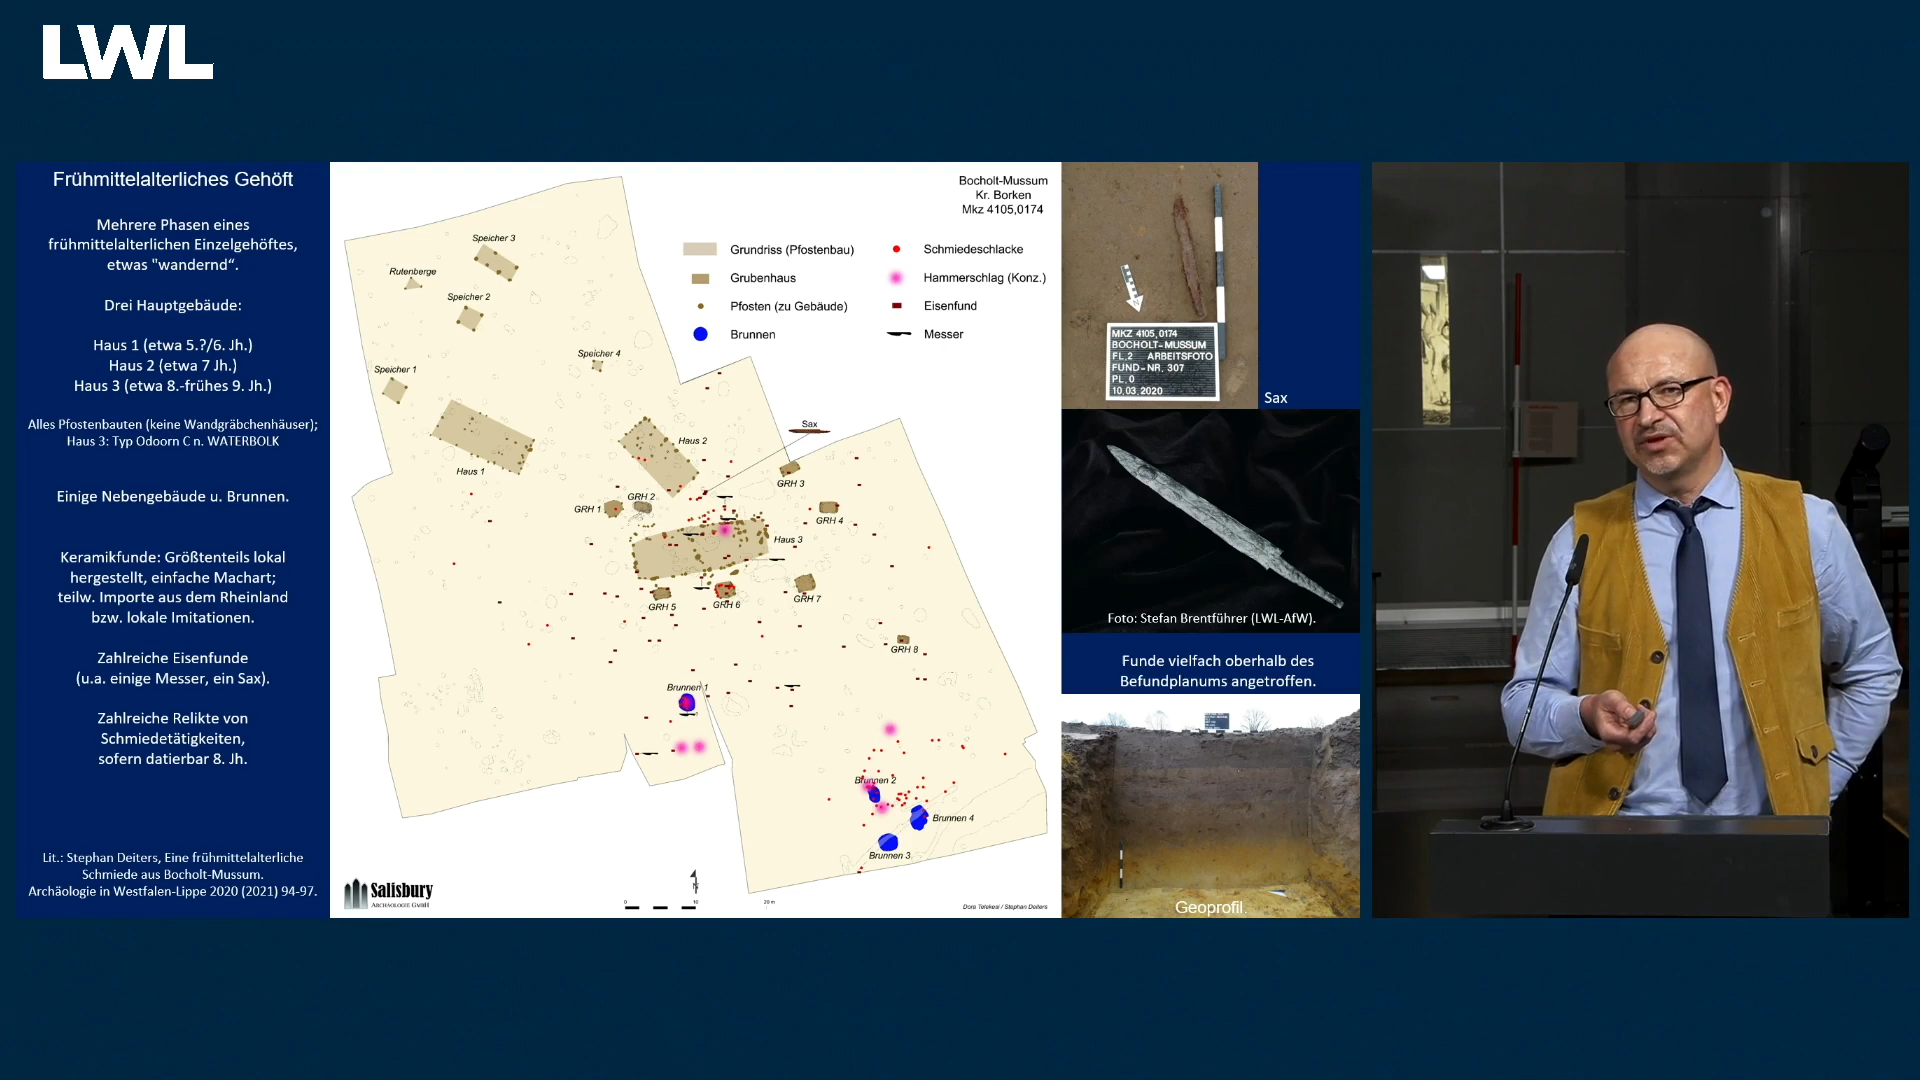 LWL
Frühmittelalterliches Gehöft
Mehrere Phasen eines
frühmittelalterlichen Einzelgehöftes,
etwas "wandernd“.
Drei Hauptgebäude:
Haus 1 (etwa 5.?/6. Jh.)
Haus 2 (etwa 7 Jh.)
Haus 3 (etwa 8.-frühes 9. Jh.)
Alles Pfostenbauten (keine Wandgräbchenhäuser);
Haus 3: Typ Odoorn C n. WATERBOLK
Einige Nebengebäude u. Brunnen.
Keramikfunde: Größtenteils lokal
hergestellt, einfache Machart;
teilw. Importe aus dem Rheinland
bzw. lokale Imitationen.
Zahlreiche Eisenfunde
(u.a. einige Messer, ein Sax).
Zahlreiche Relikte von
Schmiedetätigkeiten,
sofern datierbar 8. Jh.
Lit.: Stephan Deiters, Eine frühmittelalterliche
Schmiede aus Bocholt-Mussum.
Archäologie in Westfalen-Lippe 2020 (2021) 94-97.
Bocholt-Mussum
Kr. Borken
Mkz 4105,0174
Grundriss (Pfostenbau)
Grubenhaus
Pfosten (zu Gebäude)
Brunnen
Schmiedeschlacke
Hammerschlag (Konz.)
Eisenfund
Messer
Speicher 3
Rutenberge
Speicher 2
Speicher 4
Speicher 1
Haus 1
Haus 2
Sax
GRH 3
GRH 2
GRH 1
GRH 4
Haus 3
GRH 5
GRH 6
GRH 7
GRH 8
Brunnen 1
Brunnen 2
Brunnen 4
Brunnen 3
Salisbury
ARCHÄOLOGIE GMBH
N
0 10 20 m
Dora Telekesi / Stephan Deiters
MKZ 4105,0174
BOCHOLT-MUSSUM
FL.2 ARBEITSFOTO
FUND-NR. 307
PL.0
10.03.2020
Sax
Foto: Stefan Brentführer (LWL-AfW).
Funde vielfach oberhalb des
Befundplanums angetroffen.
Geoprofil.